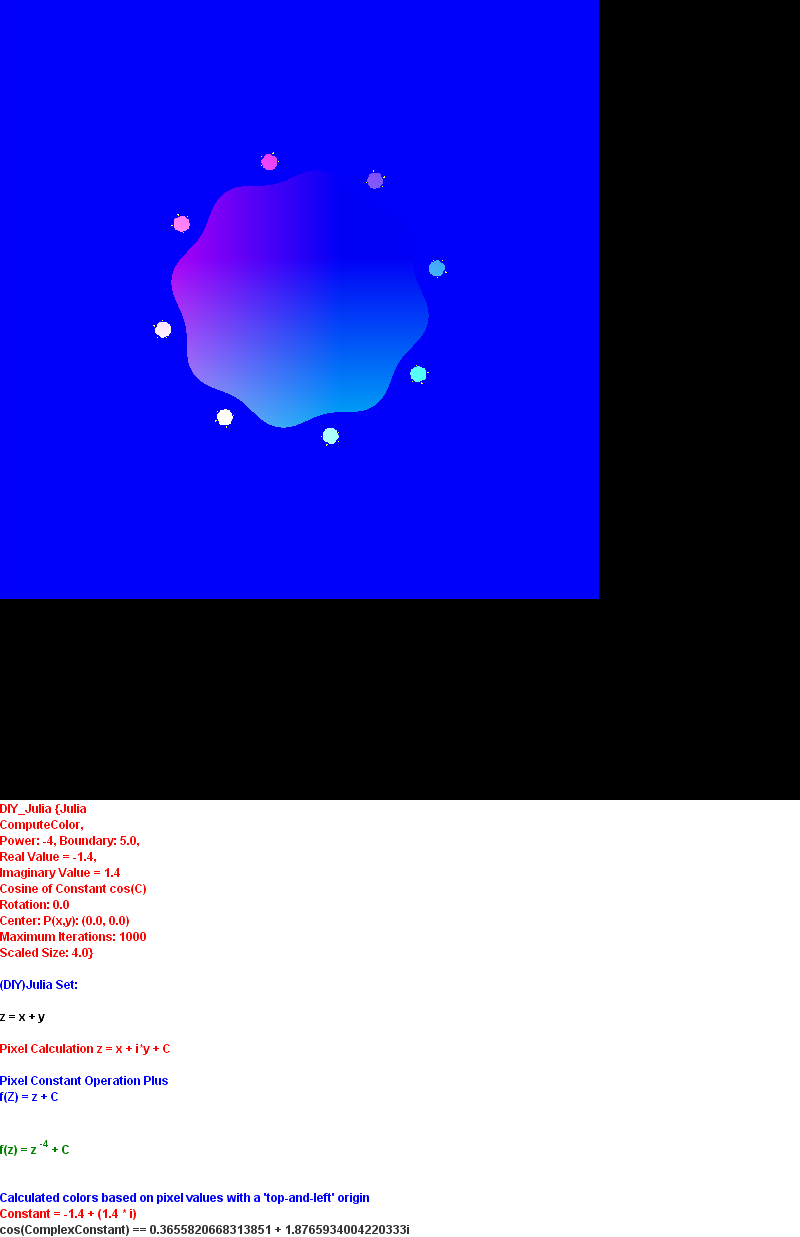 DIY_Julia {Julia
ComputeColor,
Power: -4, Boundary: 5.0,
Real Value = -1.4,
Imaginary Value = 1.4
Cosine of Constant cos(C)
Rotation: 0.0
Center: P(x,y): (0.0, 0.0)
Maximum Iterations: 1000
Scaled Size: 4.0}
(DIY)Julia Set:
z = x + y
Pixel Calculation z = x + i*y + C
Pixel Constant Operation Plus
f(Z) = z + C
f(z) = z -4 + C
Calculated colors based on pixel values with a 'top-and-left' origin
Constant = -1.4 + (1.4 * i)
cos(ComplexConstant) == 0.3655820668313851 + 1.8765934004220333i